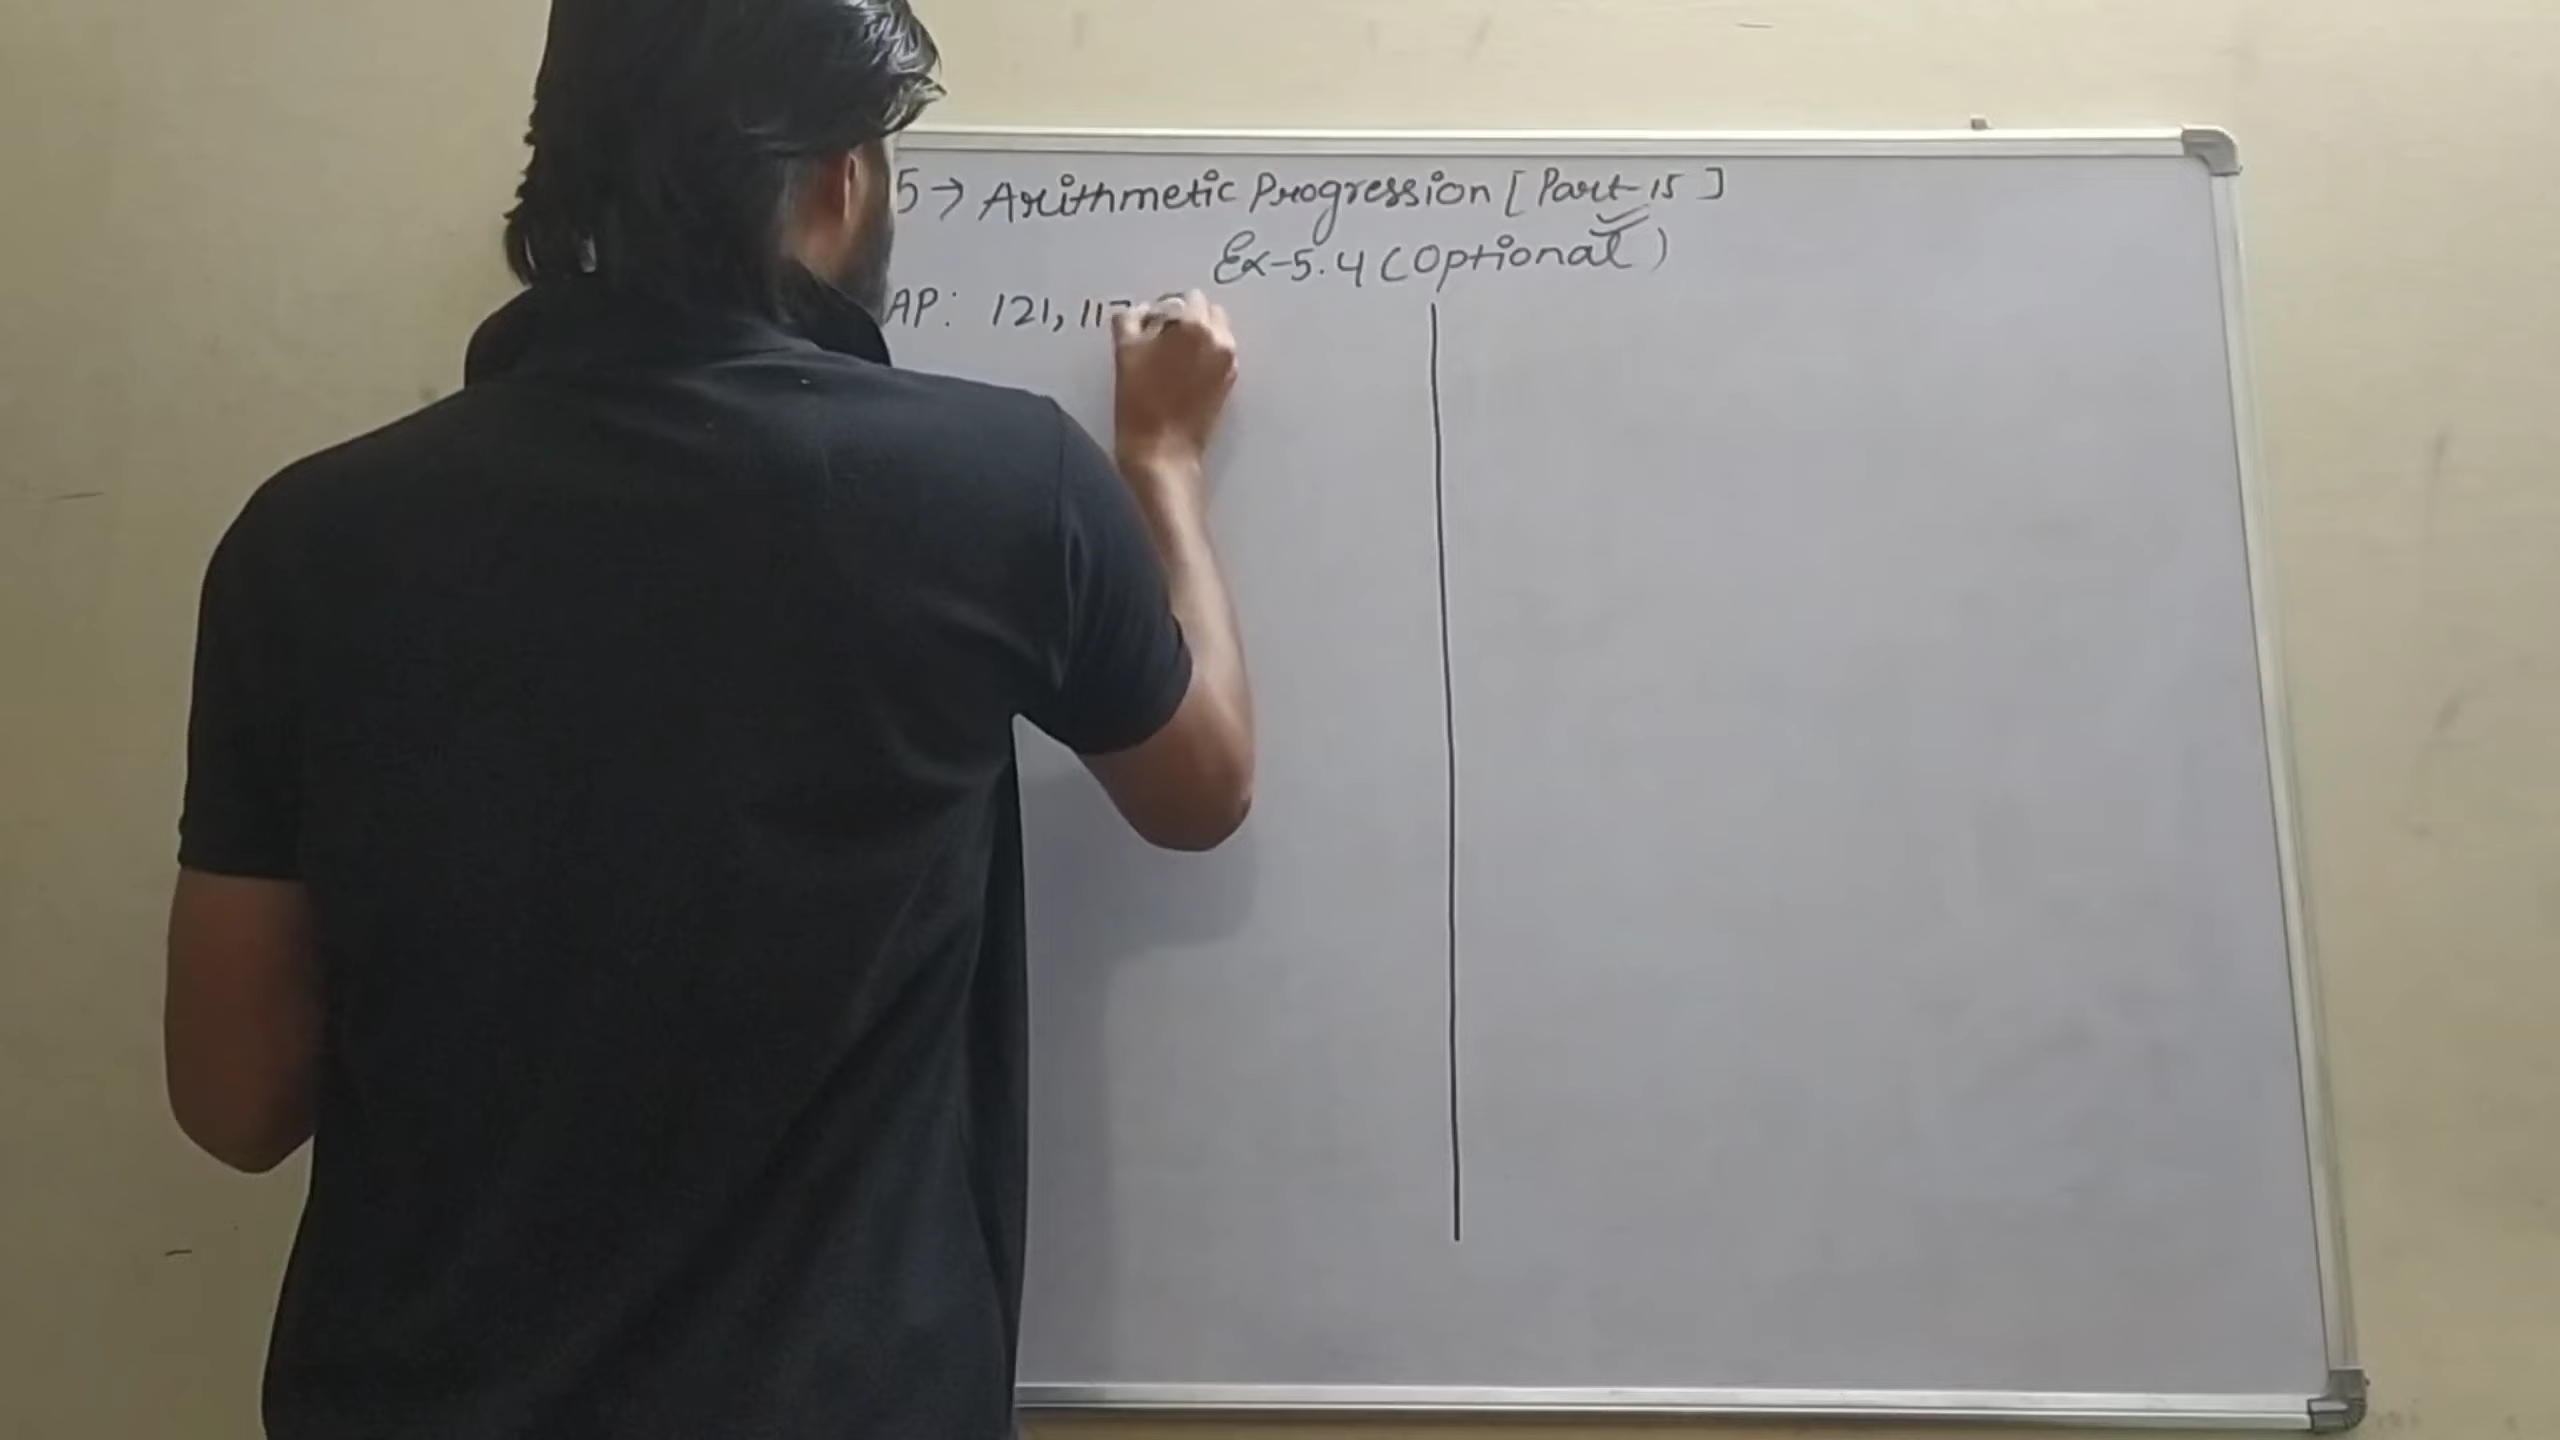 5 → Arithmetic Progression [Part-15]
Ex-5.4 (Optional)
AP: 121, 117